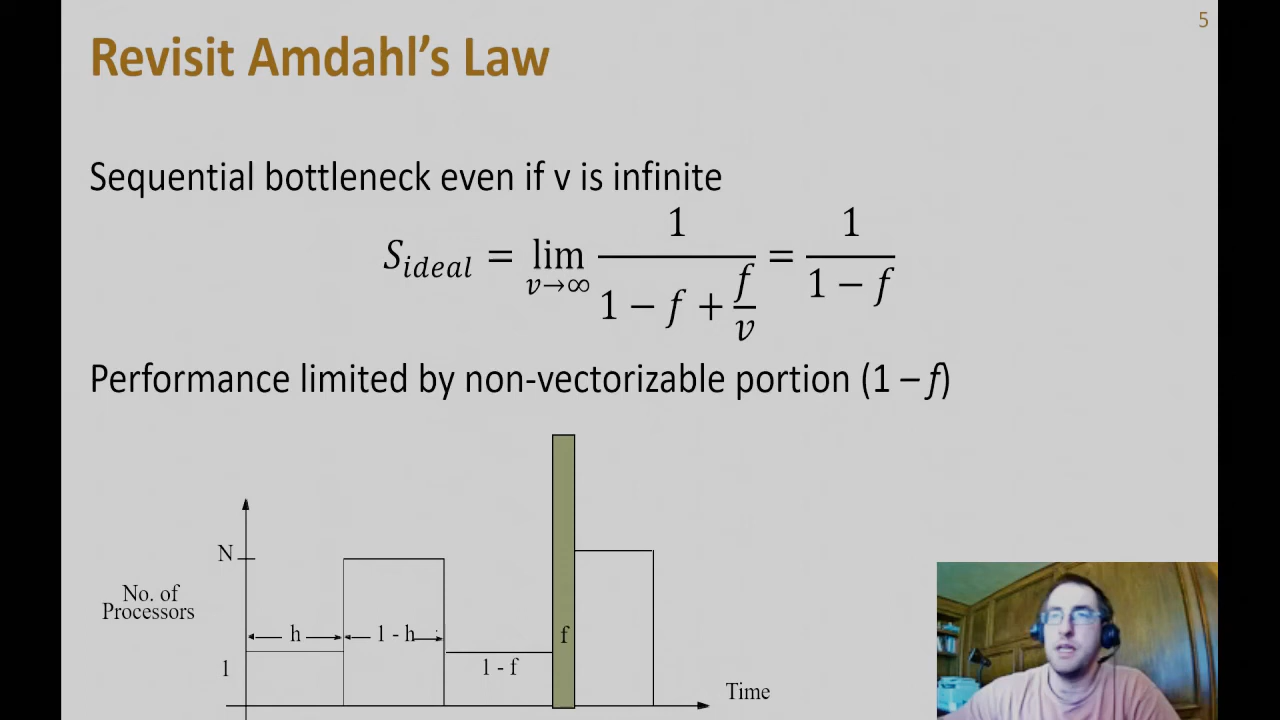 5
Revisit Amdahl’s Law
Sequential bottleneck even if v is infinite
S_ideal = lim_{v→∞} 1 / (1 − f + f/v) = 1 / (1 − f)
Performance limited by non-vectorizable portion (1 – f)
N
No. of
Processors
h
1 - h
f
1
1 - f
Time